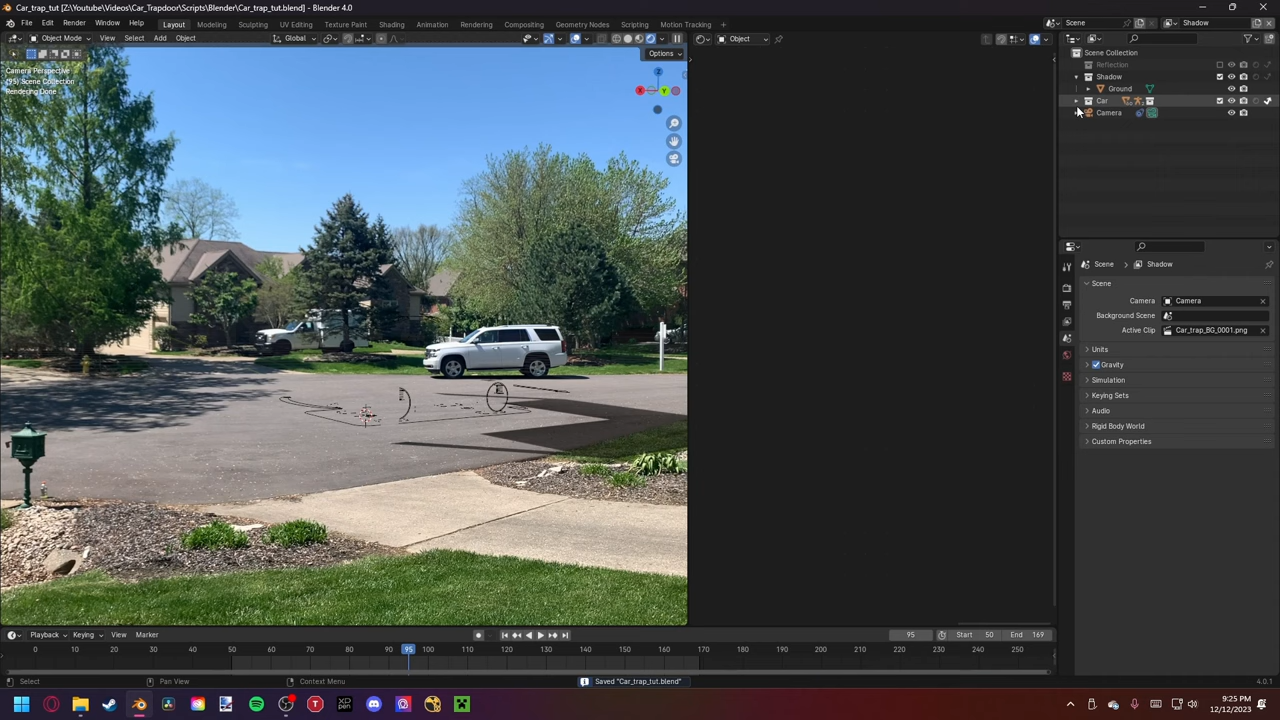 Car_trap_tut [Z:\Youtube\Videos\Car_Trapdoor\Scripts\Blender\Car_trap_tut.blend] - Blender 4.0
File Edit Render Window Help Layout Modeling Sculpting UV Editing Texture Paint Shading Animation Rendering Compositing Geometry Nodes Scripting Motion Tracking + Scene Shadow
Object Mode View Select Add Object Global Object
Options
Camera Perspective
(95) Scene Collection
Rendering Done
Z
X
Y
Scene Collection
Reflection
Shadow
Ground
Car
Camera
Scene > Shadow
Scene
Camera Camera
Background Scene
Active Clip Car_trap_BG_0001.png
Units
Gravity
Simulation
Keying Sets
Audio
Rigid Body World
Custom Properties
Playback Keying View Marker 95 Start 50 End 169
0 10 20 30 40 50 60 70 80 90 95 100 110 120 130 140 150 160 170 180 190 200 210 220 230 240 250
Select Pan View Context Menu Saved "Car_trap_tut.blend" 4.0.1
9:25 PM
12/12/2023